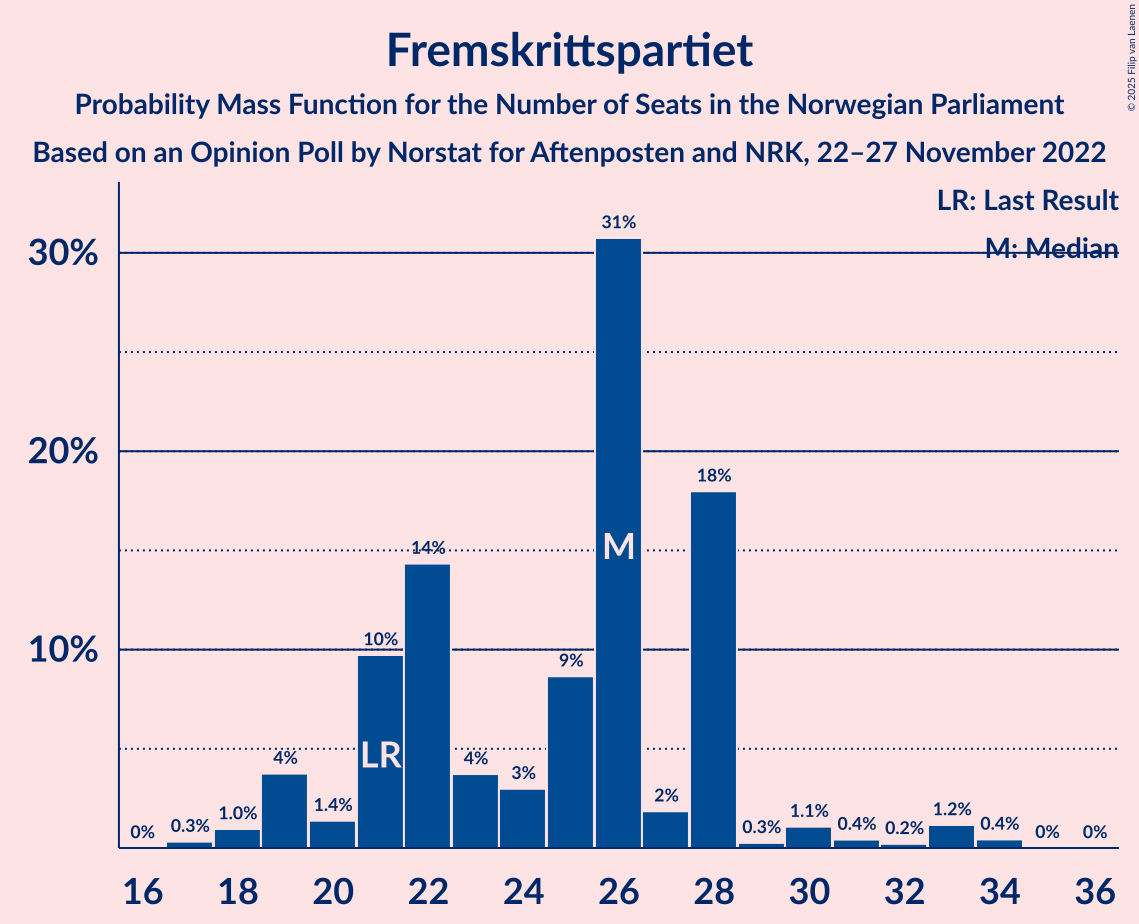 Fremskrittspartiet
Probability Mass Function for the Number of Seats in the Norwegian Parliament
Based on an Opinion Poll by Norstat for Aftenposten and NRK, 22–27 November 2022
© 2025 Filip van Laenen
LR: Last Result
M: Median
30%
20%
10%
0% 0.3% 1.0% 4% 1.4% 10% 14% 4% 3% 9% 31% 2% 18% 0.3% 1.1% 0.4% 0.2% 1.2% 0.4% 0% 0%
LR
M
16 18 20 22 24 26 28 30 32 34 36